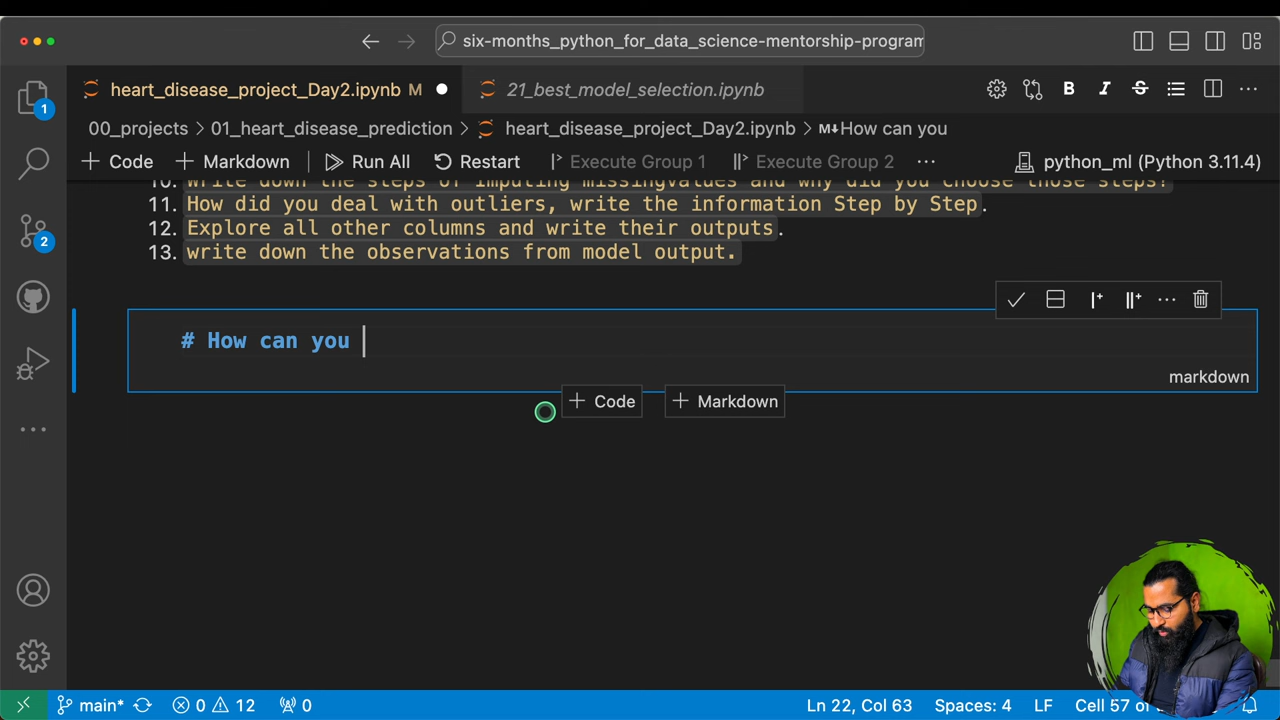 six-months_python_for_data_science-mentorship-program
1
heart_disease_project_Day2.ipynb M
21_best_model_selection.ipynb
B I S
00_projects > 01_heart_disease_prediction > heart_disease_project_Day2.ipynb > M↓How can you
+ Code + Markdown Run All Restart Execute Group 1 Execute Group 2 ... python_ml (Python 3.11.4)
10. Write down the steps of imputing missingvalues and why did you choose those steps?
11. How did you deal with outliers, write the information Step by Step.
12. Explore all other columns and write their outputs.
13. write down the observations from model output.
2
# How can you
markdown
+ Code + Markdown
main* 0 12 0 Ln 22, Col 63 Spaces: 4 LF Cell 57 of